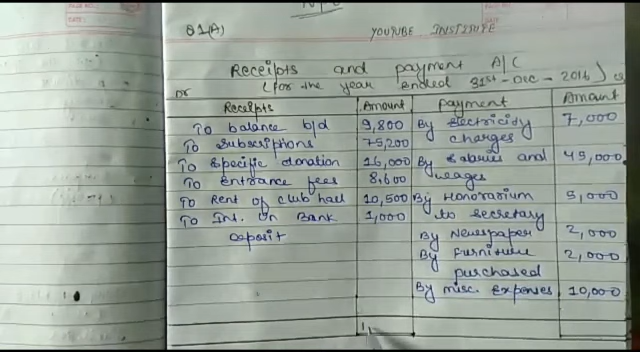 Q1(A) YOUTUBE INSTITUTE
Receipts and payment A/C
(for the year ended 31st-Dec-2016)
Dr Cr
Receipts Amount payment Amount
To balance b/d 9,800 By Electricity 7,000
To Subscriptions 75,200 charges
To Specific donation 16,000 By Salaries and 49,000
To Entrance fees 8,600 wages
To Rent of Club hall 10,500 By Honorarium 5,000
To Int. on Bank 1,000 to secretary
Deposit By Newspaper 2,000
By Furniture 2,000
purchased
By misc. Expenses 10,000